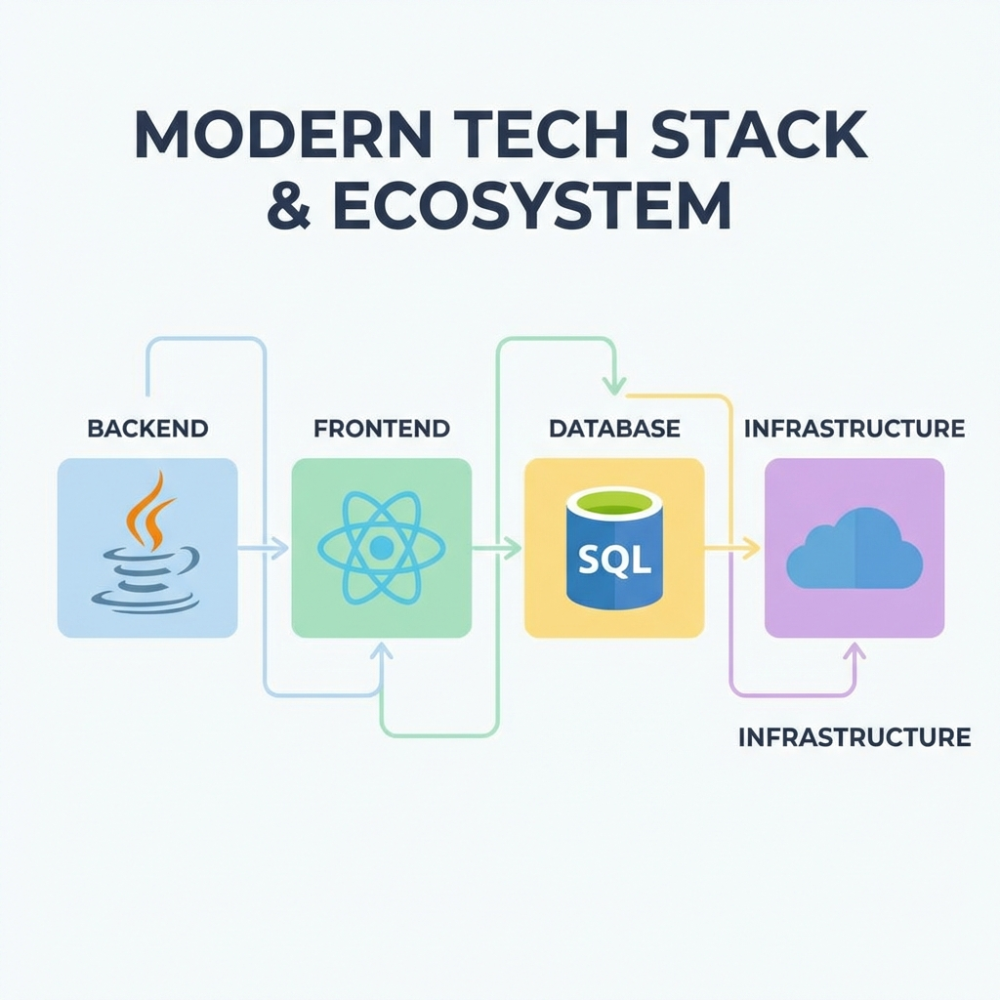 MODERN TECH STACK
& ECOSYSTEM
BACKEND
FRONTEND
DATABASE
INFRASTRUCTURE
SQL
INFRASTRUCTURE